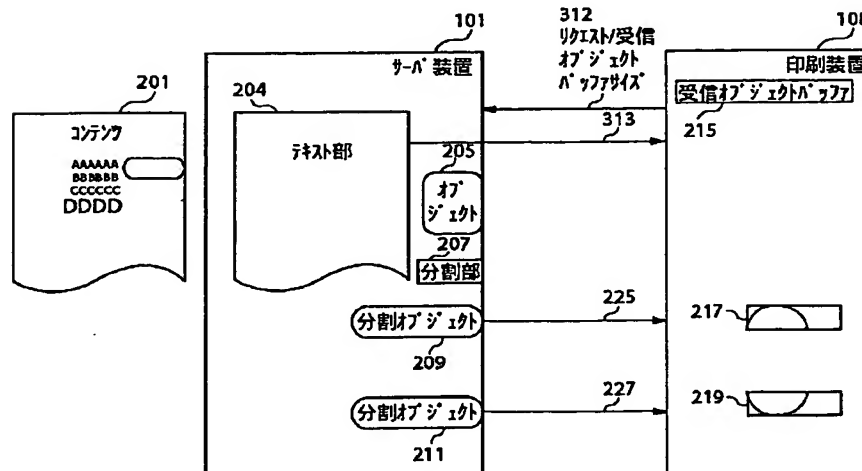 312
リクエスト/受信
オブジェクト
バッファサイズ
101
サーバ装置
108
印刷装置
受信オブジェクトバッファ
215
201
コンテンツ
AAAAAA
BBBBBB
CCCCCC
DDDD
204
テキスト部
313
205
オブ
ジェクト
207
分割部
分割オブジェクト
209
225
217
分割オブジェクト
211
227
219